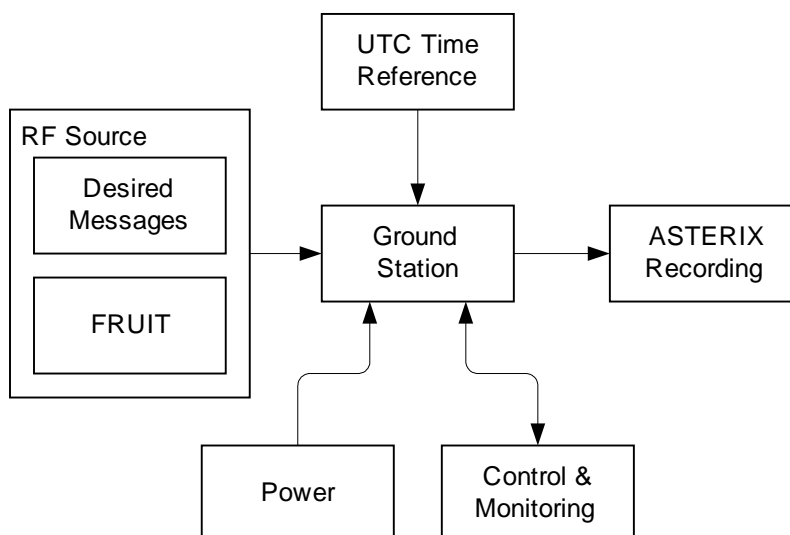 UTC Time
Reference
RF Source
Desired
Messages
FRUIT
Ground
Station
ASTERIX
Recording
Power
Control &
Monitoring